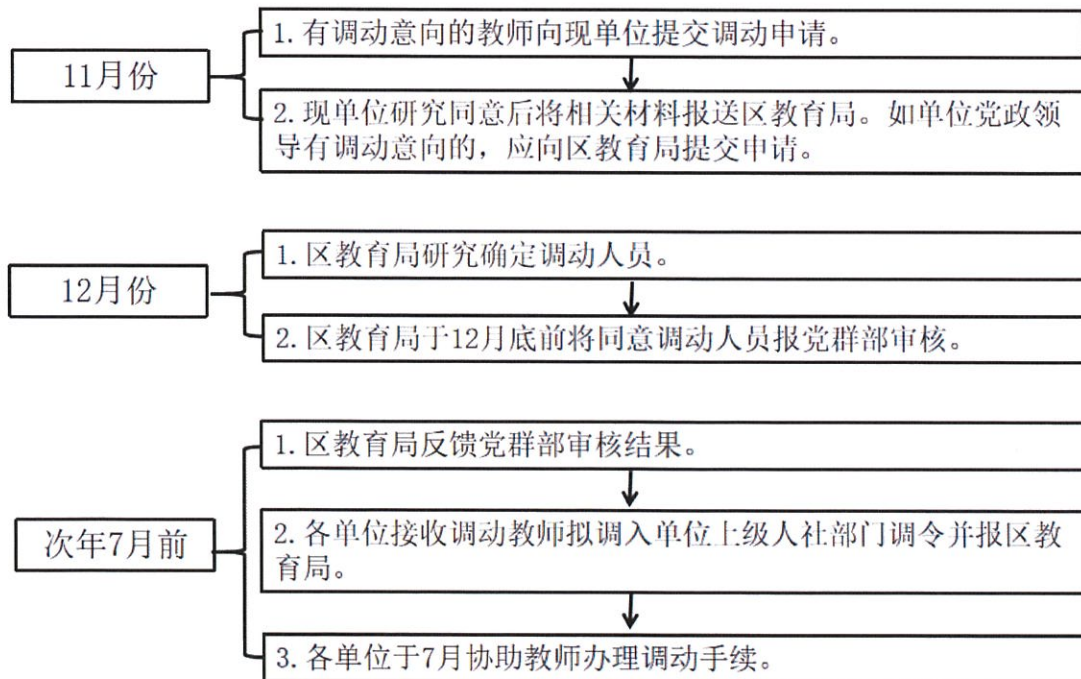 11月份
1. 有调动意向的教师向现单位提交调动申请。
2. 现单位研究同意后将相关材料报送区教育局。如单位党政领
导有调动意向的，应向区教育局提交申请。
12月份
1. 区教育局研究确定调动人员。
2. 区教育局于12月底前将同意调动人员报党群部审核。
次年7月前
1. 区教育局反馈党群部审核结果。
2. 各单位接收调动教师拟调入单位上级人社部门调令并报区教
育局。
3. 各单位于7月协助教师办理调动手续。